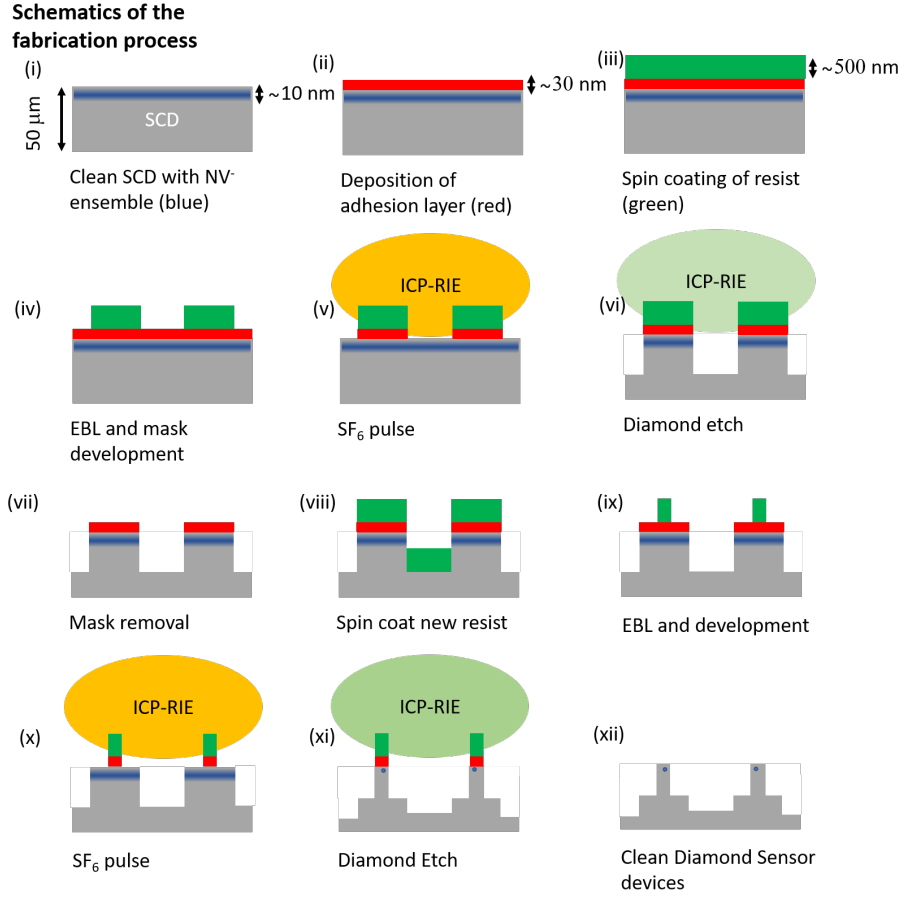 Schematics of the
fabrication process
(i)
50 μm
SCD
~10 nm
Clean SCD with NV-
ensemble (blue)
(ii)
~30 nm
Deposition of
adhesion layer (red)
(iii)
~500 nm
Spin coating of resist
(green)
(iv)
EBL and mask
development
(v)
ICP-RIE
SF6 pulse
(vi)
ICP-RIE
Diamond etch
(vii)
Mask removal
(viii)
Spin coat new resist
(ix)
EBL and development
(x)
ICP-RIE
SF6 pulse
(xi)
ICP-RIE
Diamond Etch
(xii)
Clean Diamond Sensor
devices